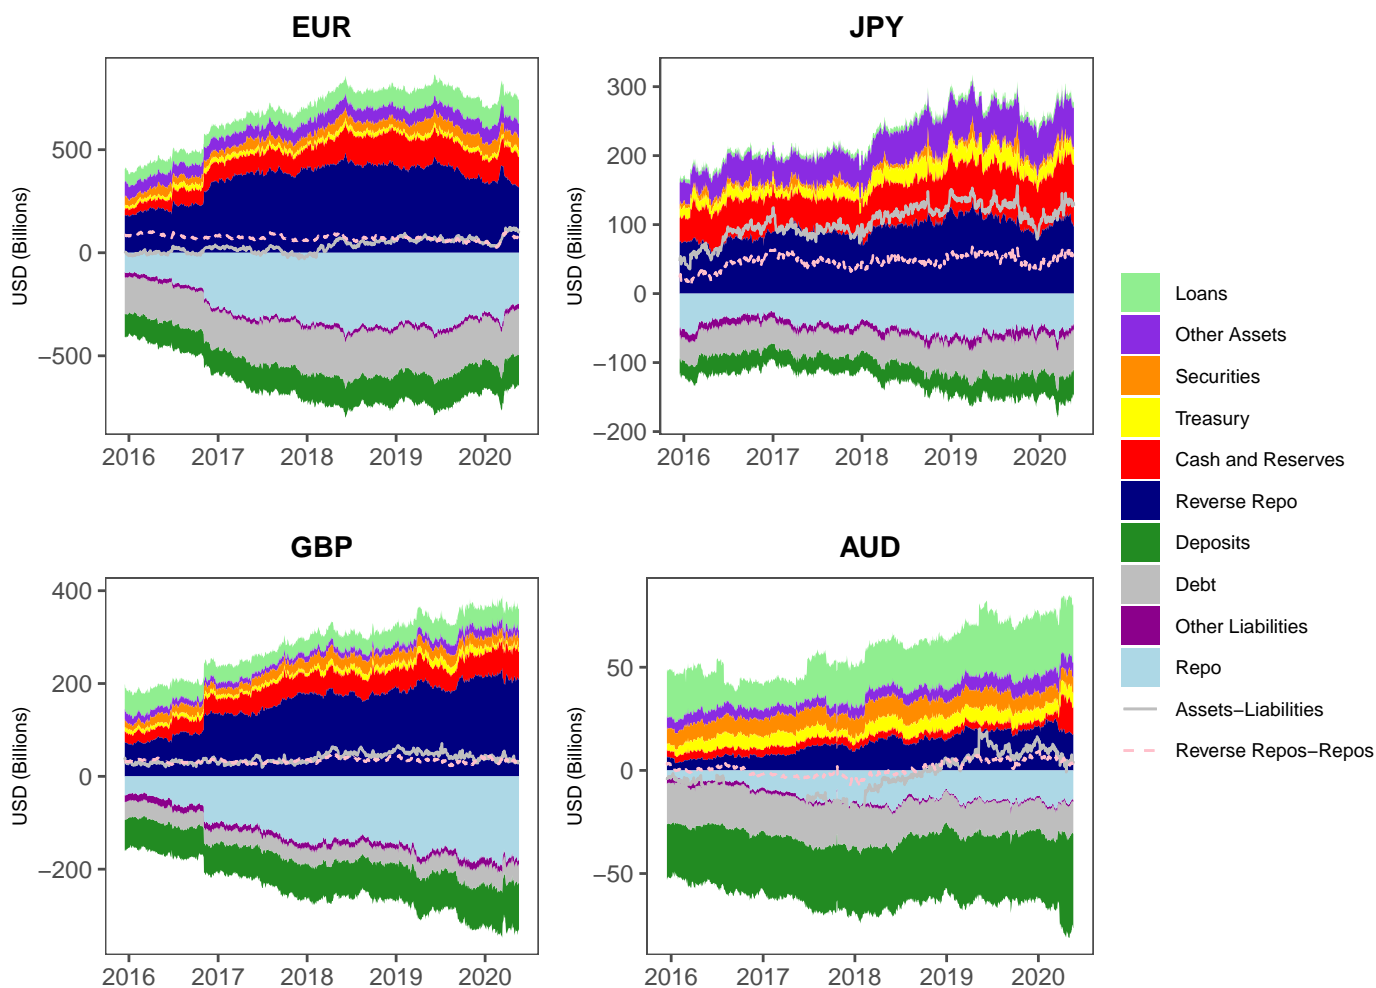 EUR
USD (Billions)
500
0
−500
2016 2017 2018 2019 2020
JPY
USD (Billions)
300
200
100
0
−100
−200
2016 2017 2018 2019 2020
GBP
USD (Billions)
400
200
0
−200
2016 2017 2018 2019 2020
AUD
USD (Billions)
50
0
−50
2016 2017 2018 2019 2020
Loans
Other Assets
Securities
Treasury
Cash and Reserves
Reverse Repo
Deposits
Debt
Other Liabilities
Repo
Assets−Liabilities
Reverse Repos−Repos